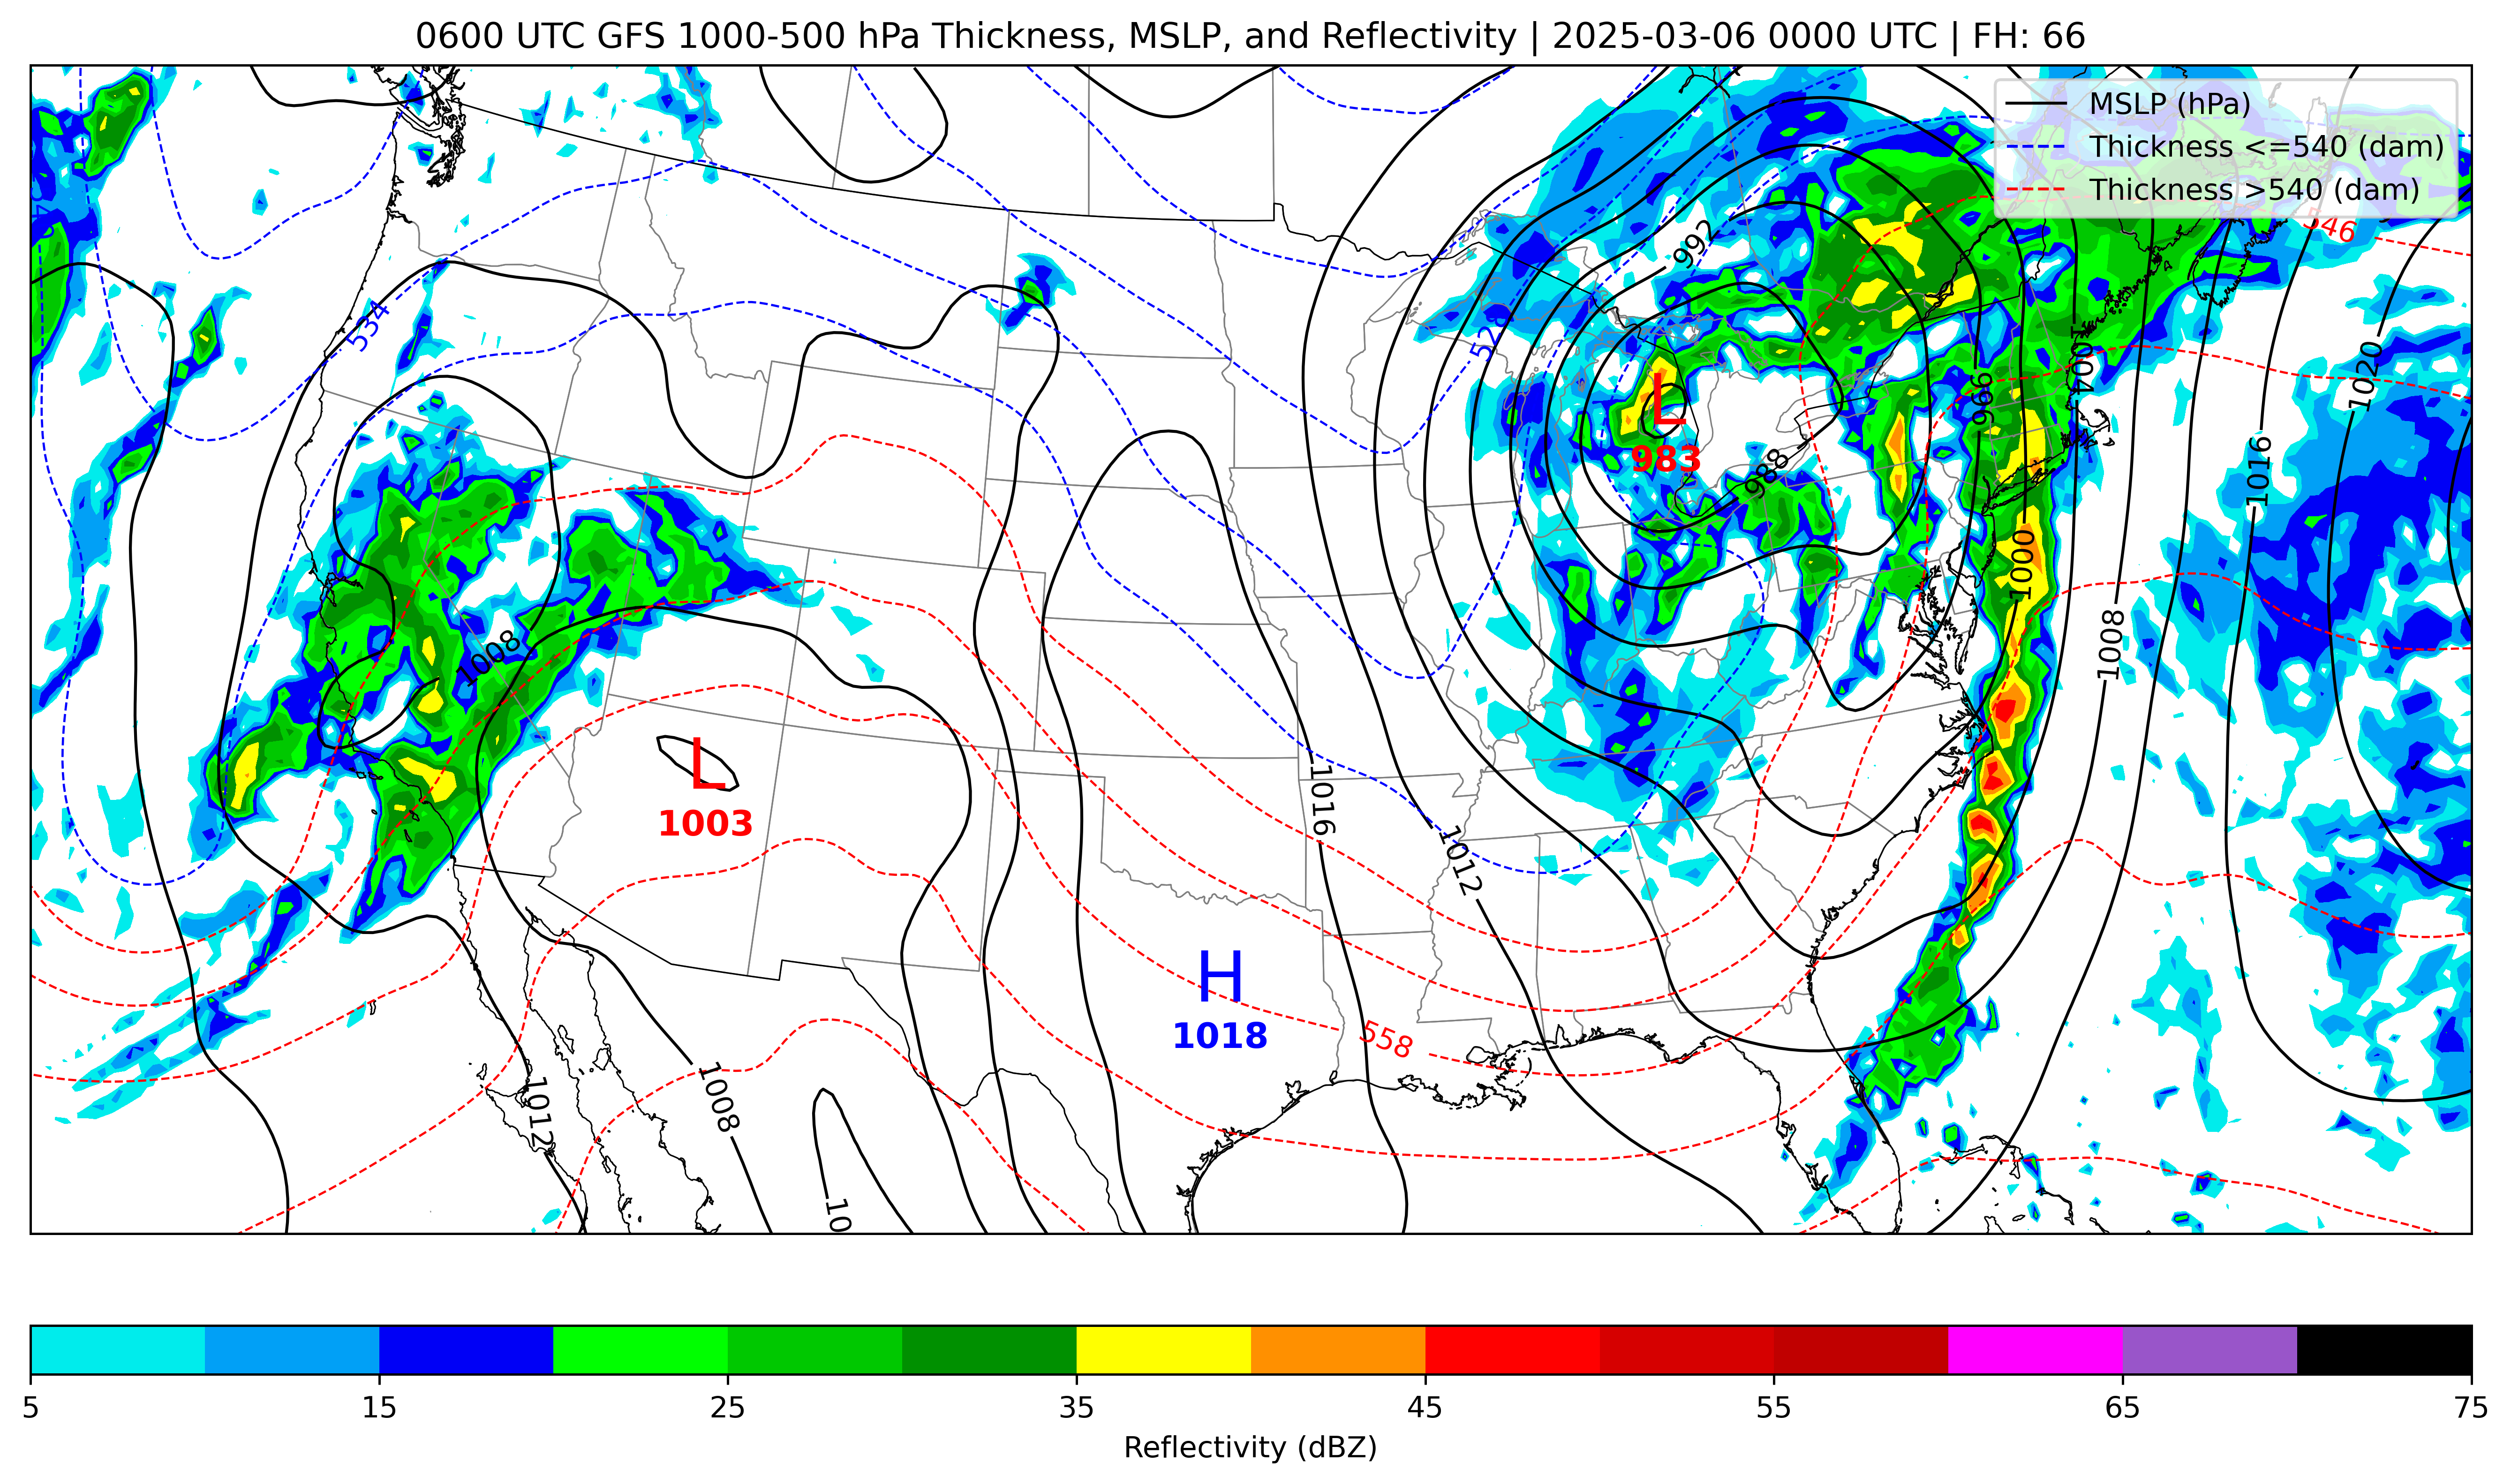 0600 UTC GFS 1000-500 hPa Thickness, MSLP, and Reflectivity | 2025-03-06 0000 UTC | FH: 66
MSLP (hPa)
Thickness <=540 (dam)
Thickness >540 (dam)
546
992
534
1004
1020
996
L
983
988
1016
1000
1008
1008
L
1003
1016
1012
H
1018
558
1008
1012
10
5 15 25 35 45 55 65 75
Reflectivity (dBZ)